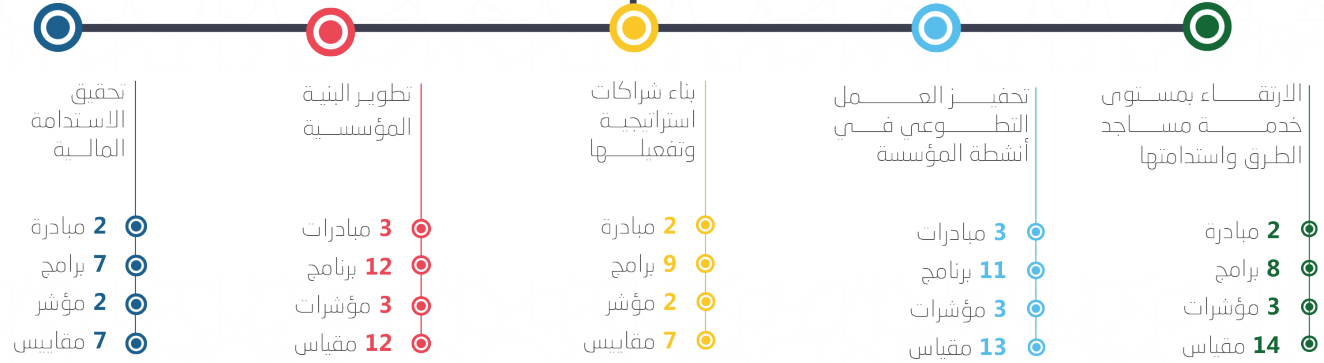 الارتقاء بمستوى
خدمة مساجد
الطرق واستدامتها
2 مبادرة
8 برامج
3 مؤشرات
14 مقياس
تحفيز العمل
التطوعي في
أنشطة المؤسسة
3 مبادرات
11 برنامج
3 مؤشرات
13 مقياس
بناء شراكات
استراتيجية
وتفعيلها
2 مبادرة
9 برامج
2 مؤشر
7 مقاييس
تطوير البنية
المؤسسية
3 مبادرات
12 برنامج
3 مؤشرات
12 مقياس
تحقيق
الاستدامة
المالية
2 مبادرة
7 برامج
2 مؤشر
7 مقاييس